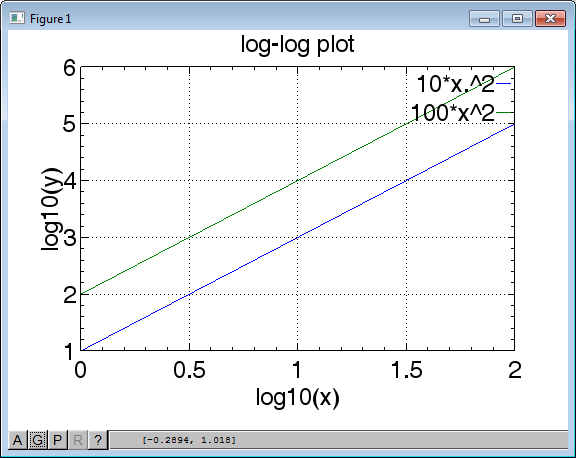 Figure 1
log-log plot
6
10*x.^2
100*x^2
5
4
log10(y)
3
2
1
0
0.5
1
1.5
2
log10(x)
A G P R ? [-0.2894, 1.018]